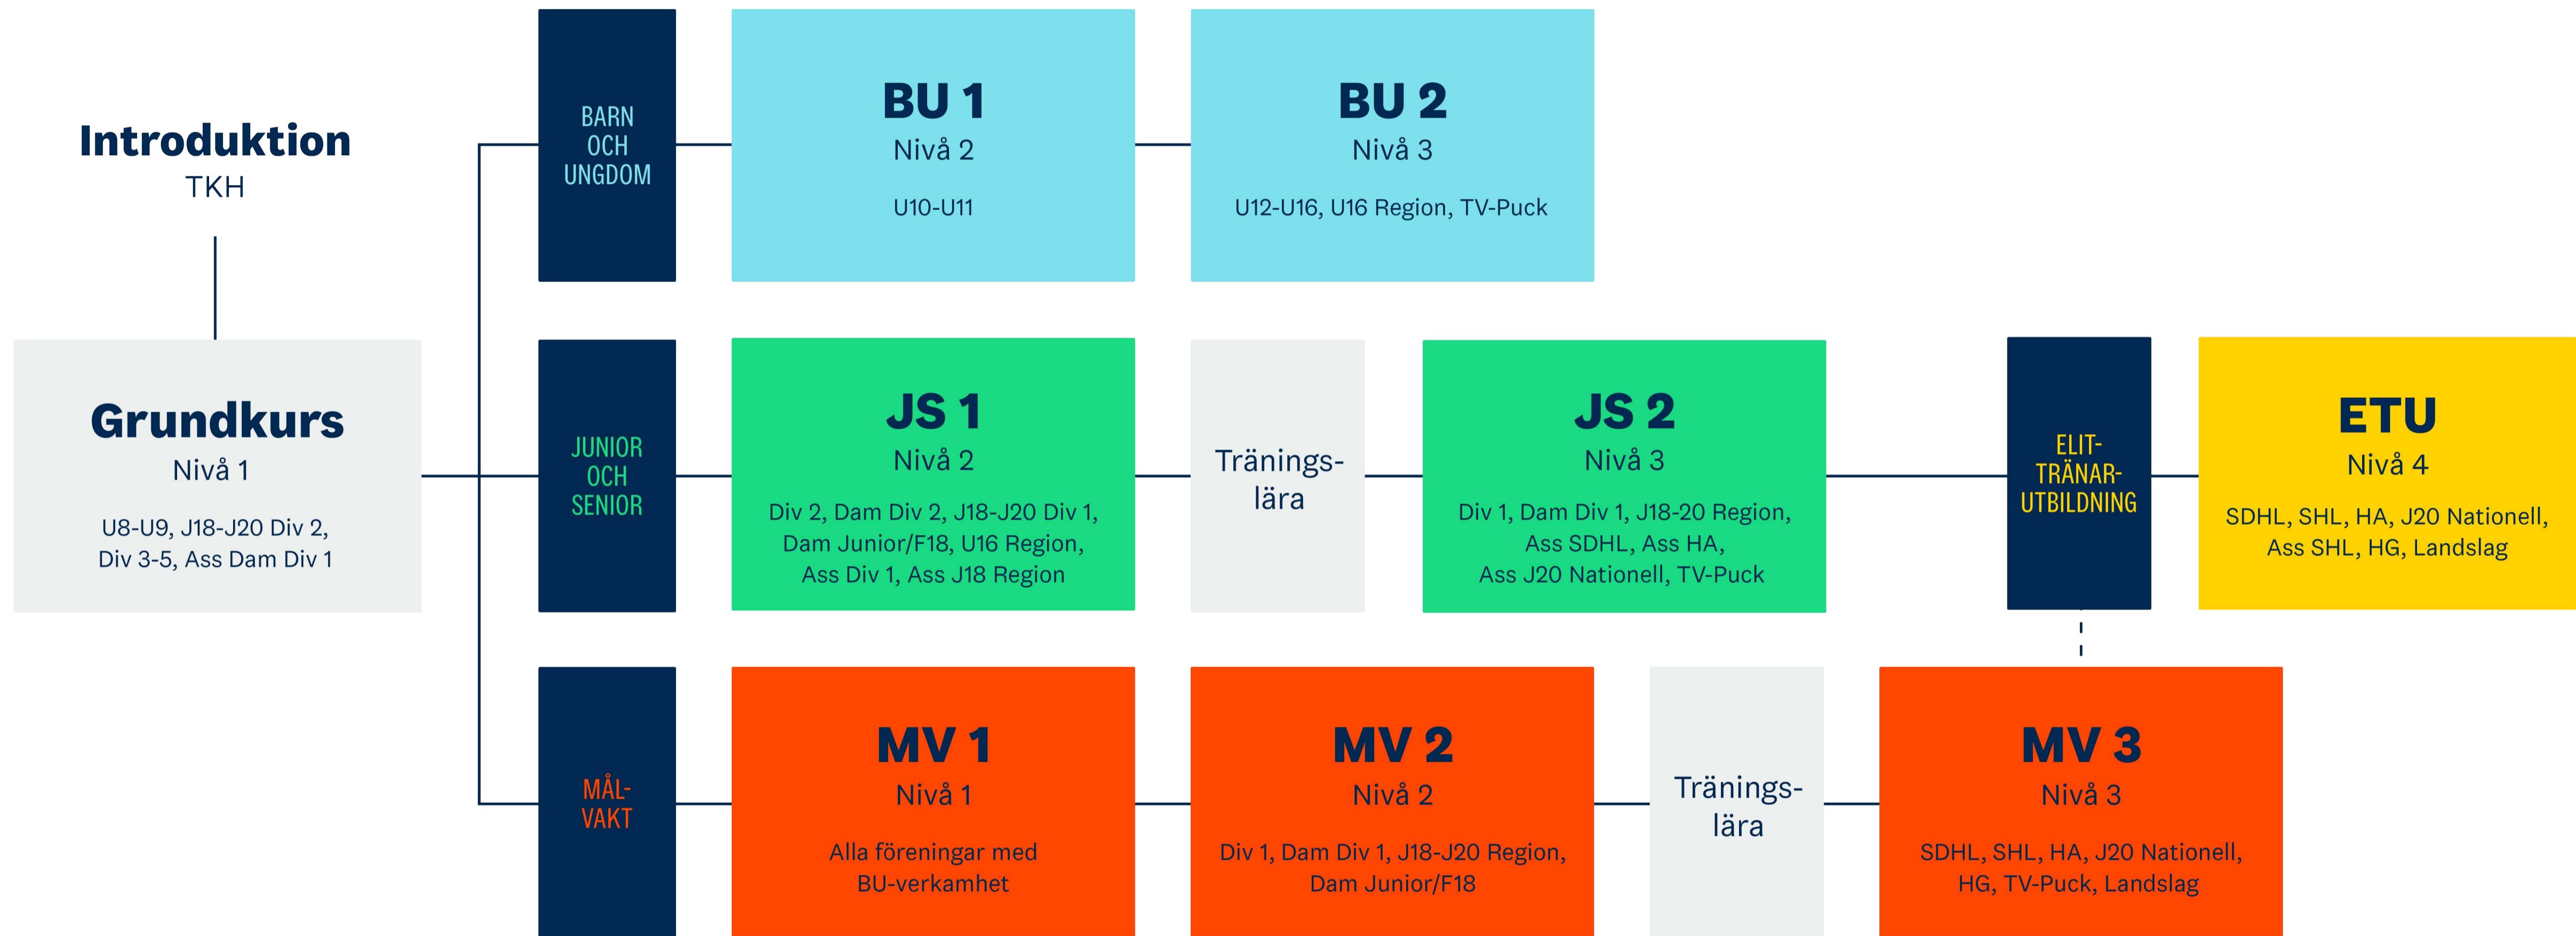 Introduktion
TKH
Grundkurs
Nivå 1
U8-U9, J18-J20 Div 2,
Div 3-5, Ass Dam Div 1
BARN
OCH
UNGDOM
BU 1
Nivå 2
U10-U11
BU 2
Nivå 3
U12-U16, U16 Region, TV-Puck
JUNIOR
OCH
SENIOR
JS 1
Nivå 2
Div 2, Dam Div 2, J18-J20 Div 1,
Dam Junior/F18, U16 Region,
Ass Div 1, Ass J18 Region
Tränings-
lära
JS 2
Nivå 3
Div 1, Dam Div 1, J18-20 Region,
Ass SDHL, Ass HA,
Ass J20 Nationell, TV-Puck
ELIT-
TRÄNAR-
UTBILDNING
ETU
Nivå 4
SDHL, SHL, HA, J20 Nationell,
Ass SHL, HG, Landslag
MÅL-
VAKT
MV 1
Nivå 1
Alla föreningar med
BU-verkamhet
MV 2
Nivå 2
Div 1, Dam Div 1, J18-J20 Region,
Dam Junior/F18
Tränings-
lära
MV 3
Nivå 3
SDHL, SHL, HA, J20 Nationell,
HG, TV-Puck, Landslag